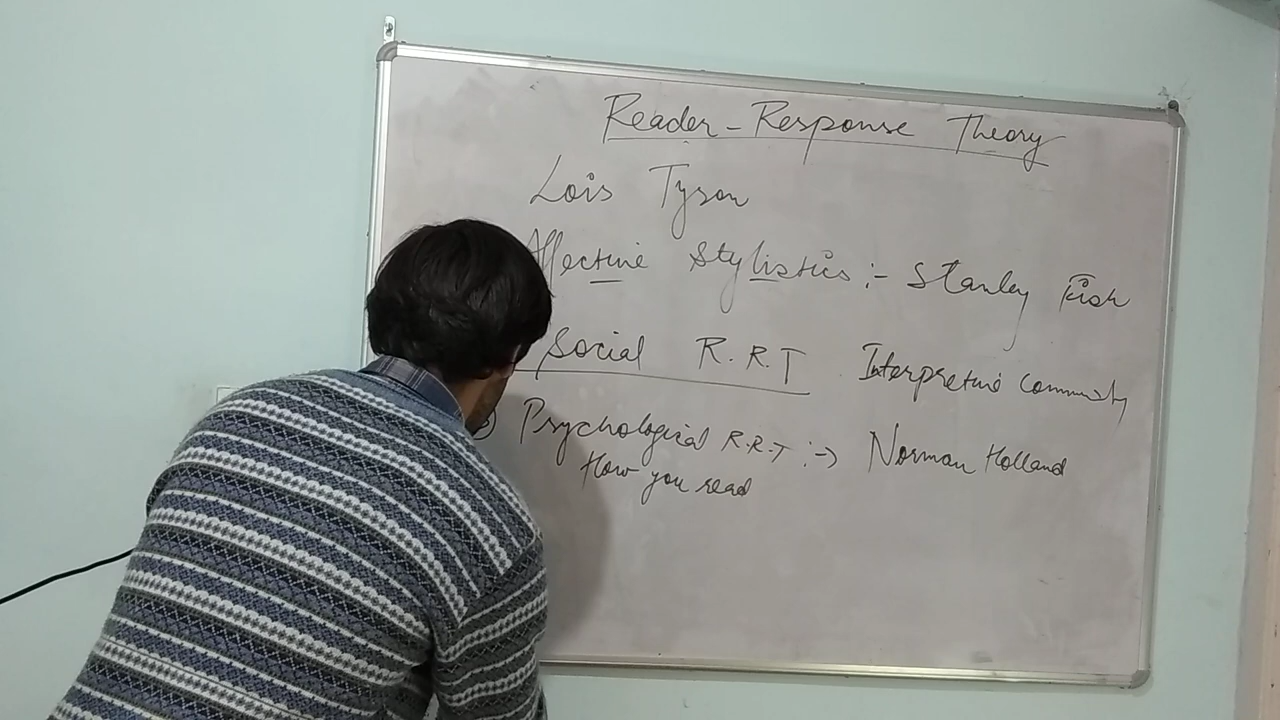 Reader-Response Theory
Lois Tyson
Affective Stylistics :- Stanley Fish
Social R.R.T Interpretive Community
Psychological R.R.T :-> Norman Holland
How you read